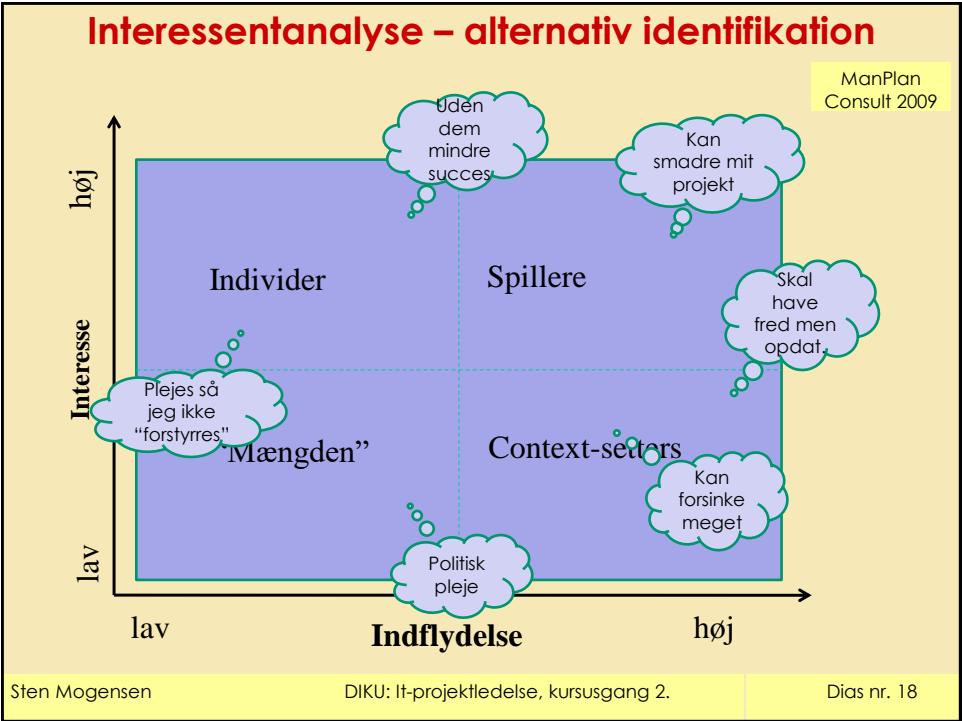 Interessentanalyse – alternativ identifikation
ManPlan
Consult 2009
Uden
dem
mindre
succes
Kan
smadre mit
projekt
høj
Individer
Spillere
Skal
have
fred men
opdat.
Interesse
Plejes så
jeg ikke
“forstyrres”
“Mængden”
Context-setters
Kan
forsinke
meget
Politisk
pleje
lav
lav
Indflydelse
høj
Sten Mogensen
DIKU: It-projektledelse, kursusgang 2.
Dias nr. 18